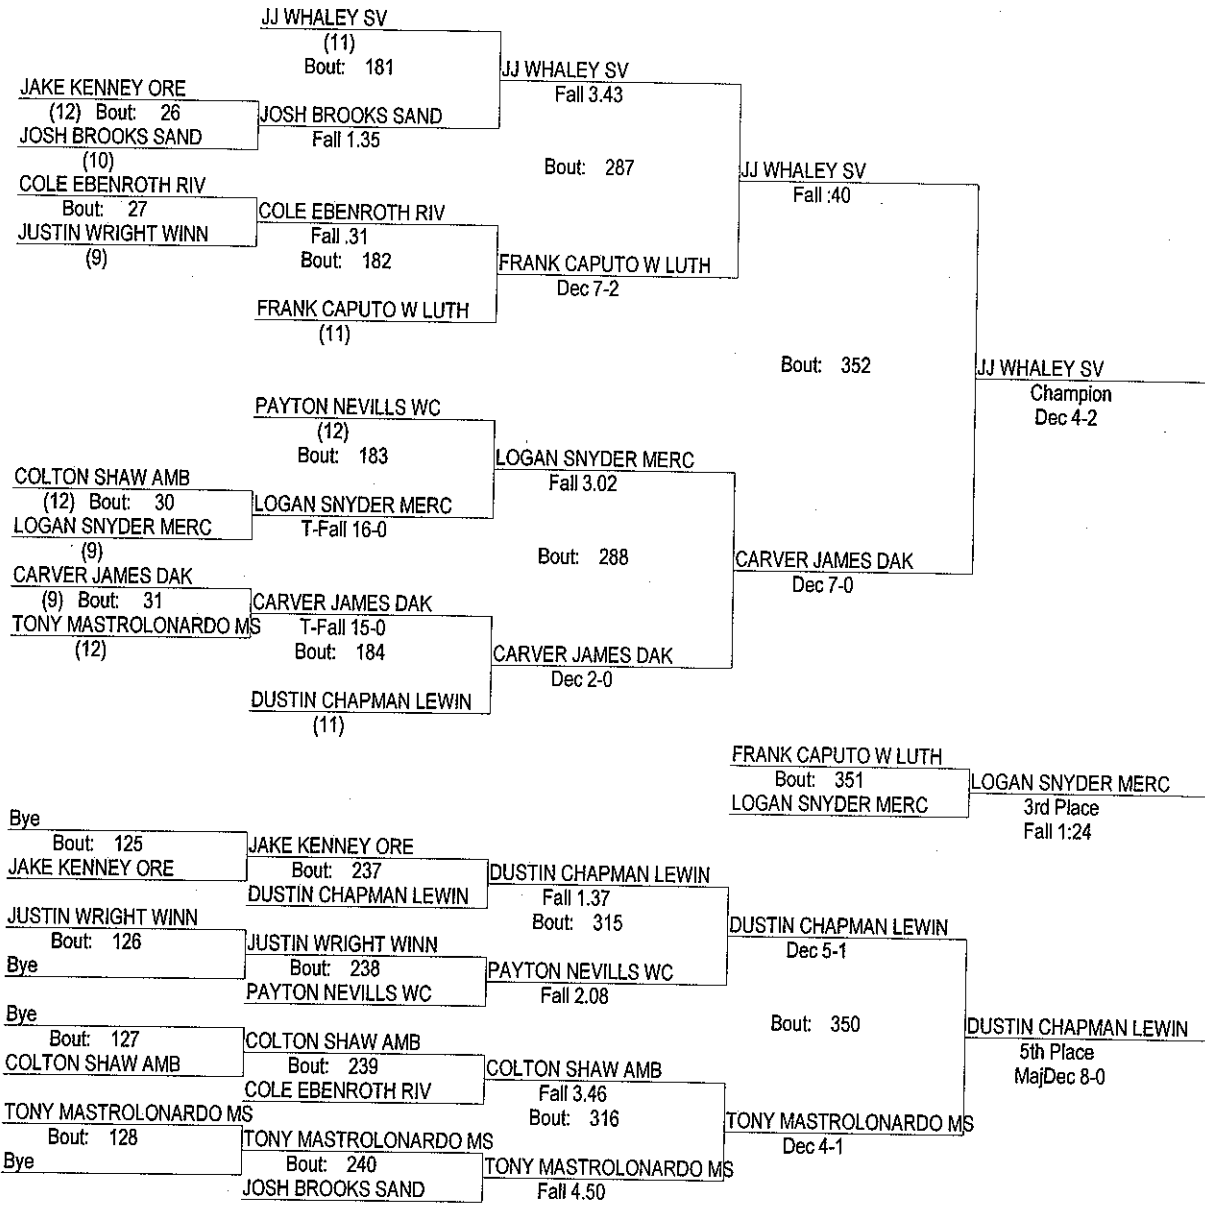 JJ WHALEY SV
(11)
Bout: 181
JJ WHALEY SV
Fall 3.43
JAKE KENNEY ORE
(12) Bout: 26
JOSH BROOKS SAND
JOSH BROOKS SAND
Fall 1.35
(10)
Bout: 287
JJ WHALEY SV
Fall :40
COLE EBENROTH RIV
Bout: 27
COLE EBENROTH RIV
Fall .31
JUSTIN WRIGHT WINN
(9)
Bout: 182
FRANK CAPUTO W LUTH
Dec 7-2
FRANK CAPUTO W LUTH
(11)
Bout: 352
JJ WHALEY SV
Champion
Dec 4-2
PAYTON NEVILLS WC
(12)
Bout: 183
LOGAN SNYDER MERC
Fall 3.02
COLTON SHAW AMB
(12) Bout: 30
LOGAN SNYDER MERC
LOGAN SNYDER MERC
T-Fall 16-0
(9)
Bout: 288
CARVER JAMES DAK
Dec 7-0
CARVER JAMES DAK
(9) Bout: 31
CARVER JAMES DAK
TONY MASTROLONARDO MS
T-Fall 15-0
(12)
Bout: 184
CARVER JAMES DAK
Dec 2-0
DUSTIN CHAPMAN LEWIN
(11)
FRANK CAPUTO W LUTH
Bout: 351
LOGAN SNYDER MERC
LOGAN SNYDER MERC
3rd Place
Fall 1:24
Bye
Bout: 125
JAKE KENNEY ORE
JAKE KENNEY ORE
Bout: 237
DUSTIN CHAPMAN LEWIN
DUSTIN CHAPMAN LEWIN
Fall 1.37
Bout: 315
DUSTIN CHAPMAN LEWIN
Dec 5-1
JUSTIN WRIGHT WINN
Bout: 126
Bye
JUSTIN WRIGHT WINN
Bout: 238
PAYTON NEVILLS WC
PAYTON NEVILLS WC
Fall 2.08
Bye
Bout: 127
COLTON SHAW AMB
COLTON SHAW AMB
Bout: 239
COLE EBENROTH RIV
Bout: 350
DUSTIN CHAPMAN LEWIN
5th Place
MajDec 8-0
COLTON SHAW AMB
Fall 3.46
Bout: 316
TONY MASTROLONARDO MS
Dec 4-1
TONY MASTROLONARDO MS
Bout: 128
Bye
TONY MASTROLONARDO MS
Bout: 240
JOSH BROOKS SAND
TONY MASTROLONARDO MS
Fall 4.50